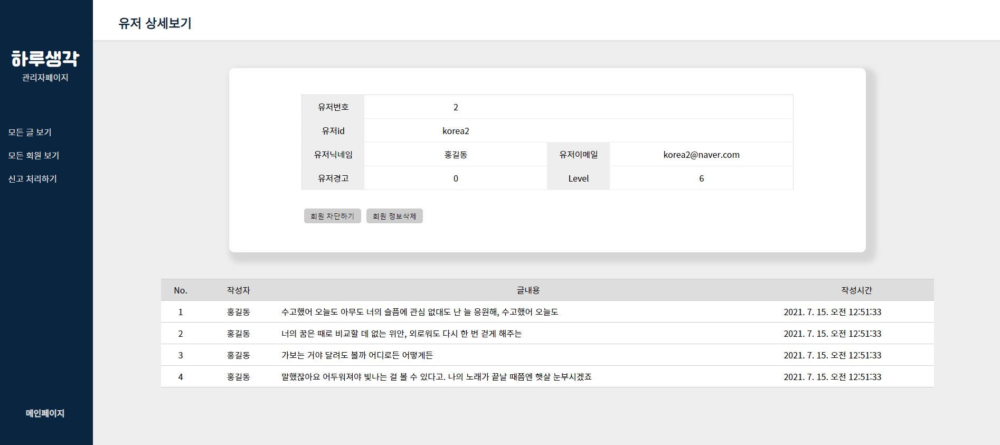 하루생각
관리자페이지
모든 글 보기
모든 회원 보기
신고 처리하기
메인페이지
유저 상세보기
유저번호 2
유저id korea2
유저닉네임 홍길동 유저이메일 korea2@naver.com
유저경고 0 Level 6
회원 차단하기 회원 정보삭제
No. 작성자 글내용 작성시간
1 홍길동 수고했어 오늘도 아무도 너의 슬픔에 관심 없대도 난 늘 응원해, 수고했어 오늘도 2021. 7. 15. 오전 12:51:33
2 홍길동 너의 꿈은 때로 비교할 데 없는 위안, 외로워도 다시 한 번 걷게 해주는 2021. 7. 15. 오전 12:51:33
3 홍길동 가보는 거야 달려도 볼까 어디로든 어떻게든 2021. 7. 15. 오전 12:51:33
4 홍길동 말했잖아요 어두워져야 빛나는 걸 볼 수 있다고. 나의 노래가 끝날 때쯤엔 햇살 눈부시겠죠 2021. 7. 15. 오전 12:51:33